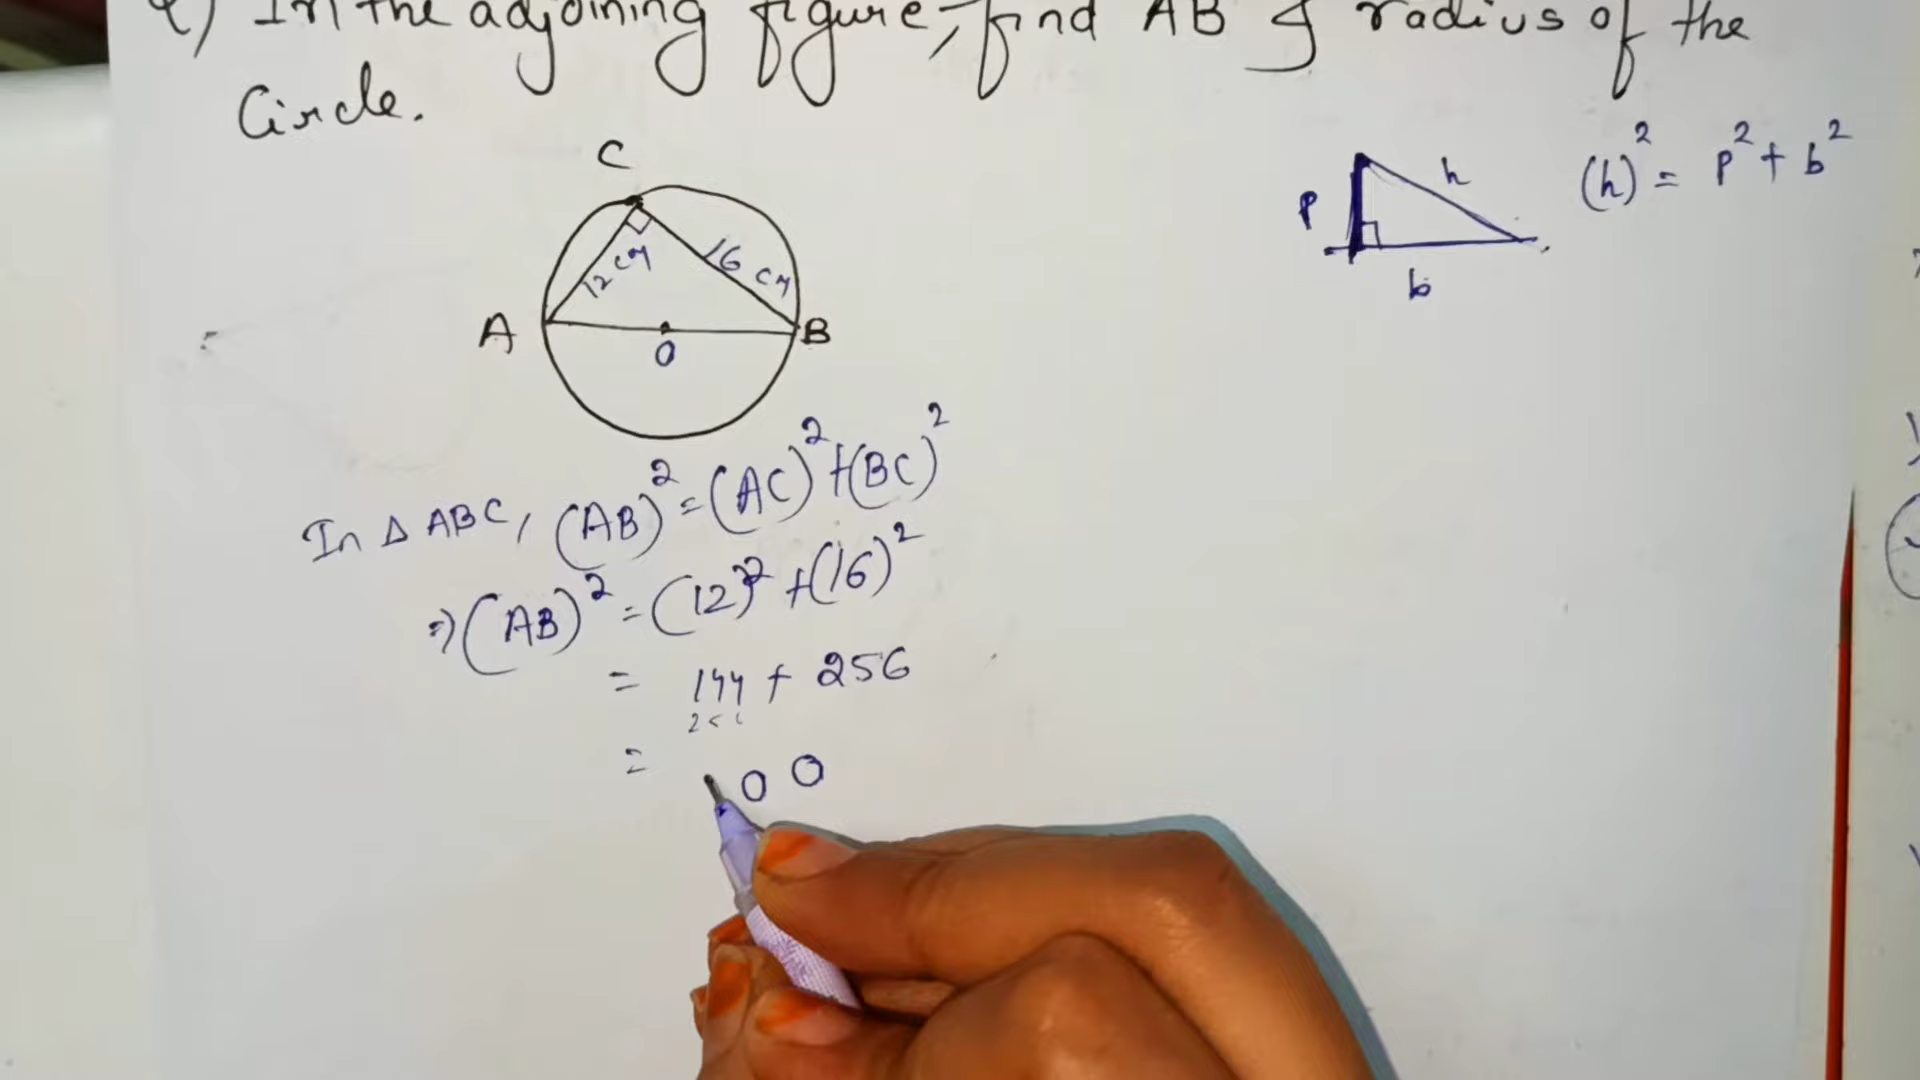 In the adjoining figure, find AB & radius of the
Circle.
C
12 cm
16 cm
A
O
B
p
h
b
(h)² = p² + b²
In Δ ABC, (AB)² = (AC)² + (BC)²
⇒ (AB)² = (12)² + (16)²
= 144 + 256
= 00